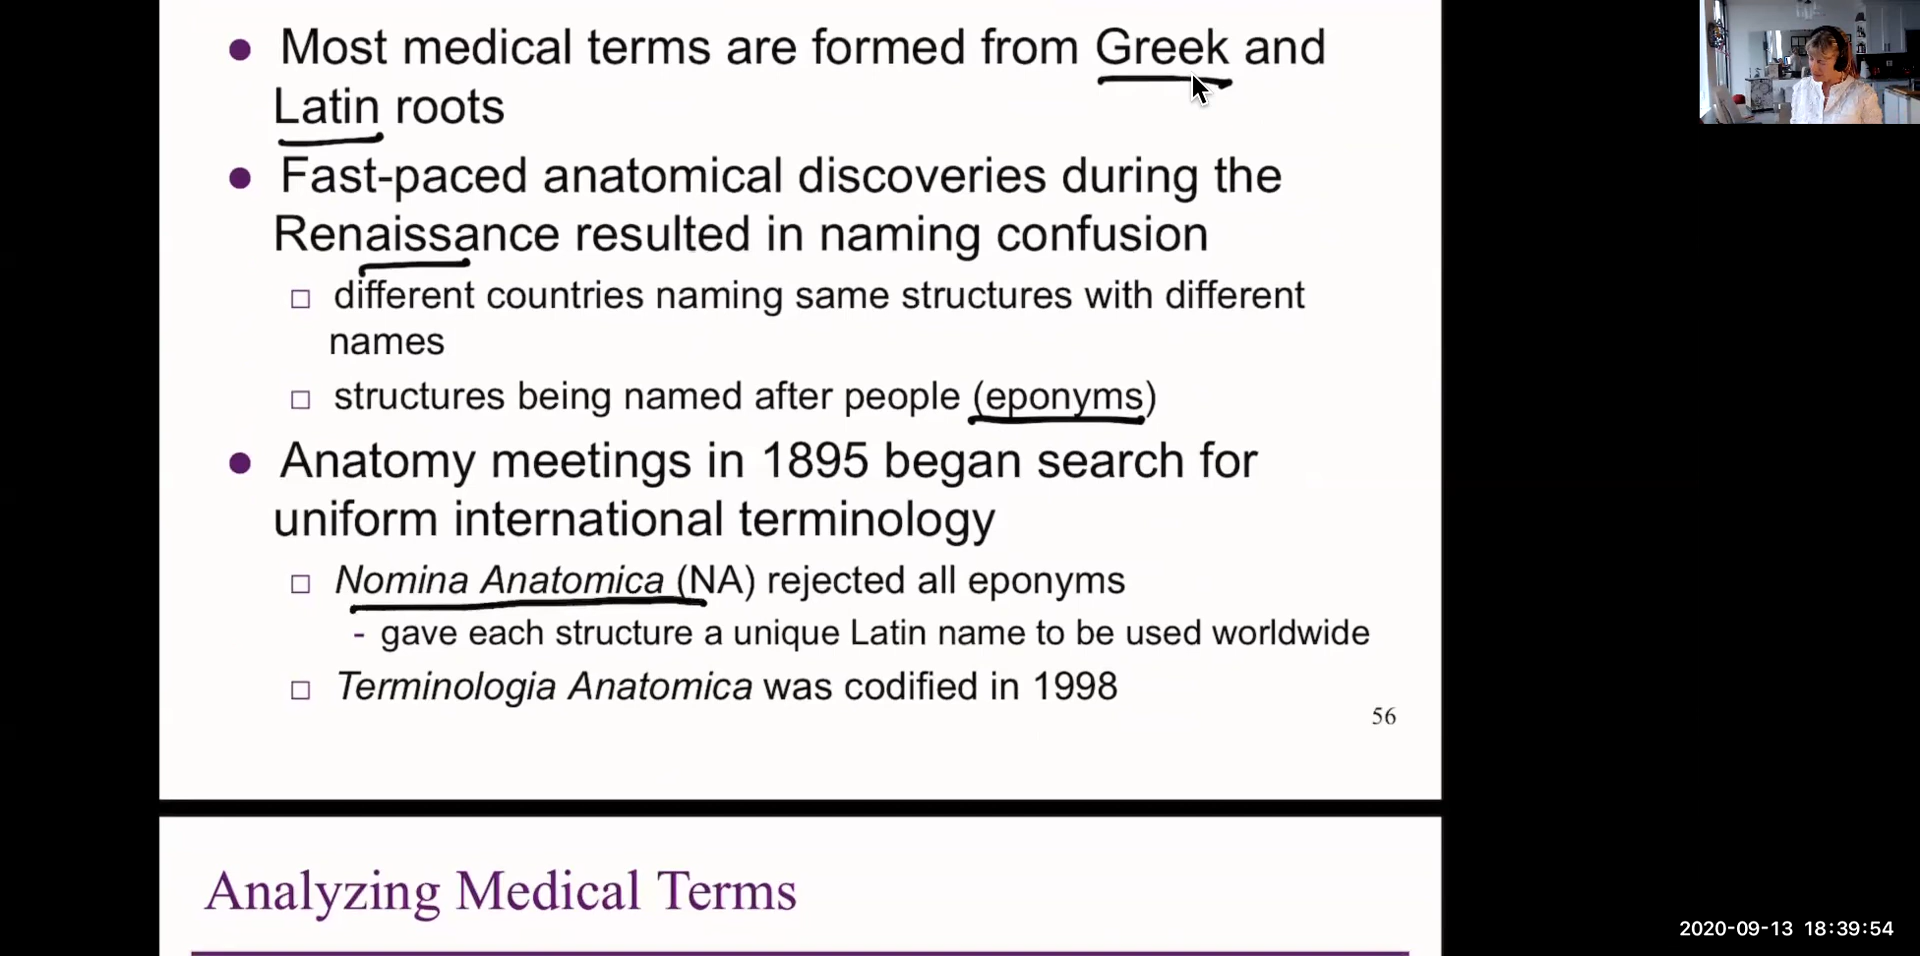 Most medical terms are formed from Greek and
Latin roots
Fast-paced anatomical discoveries during the
Renaissance resulted in naming confusion
different countries naming same structures with different
names
structures being named after people (eponyms)
Anatomy meetings in 1895 began search for
uniform international terminology
Nomina Anatomica (NA) rejected all eponyms
- gave each structure a unique Latin name to be used worldwide
Terminologia Anatomica was codified in 1998
56
Analyzing Medical Terms
2020-09-13 18:39:54